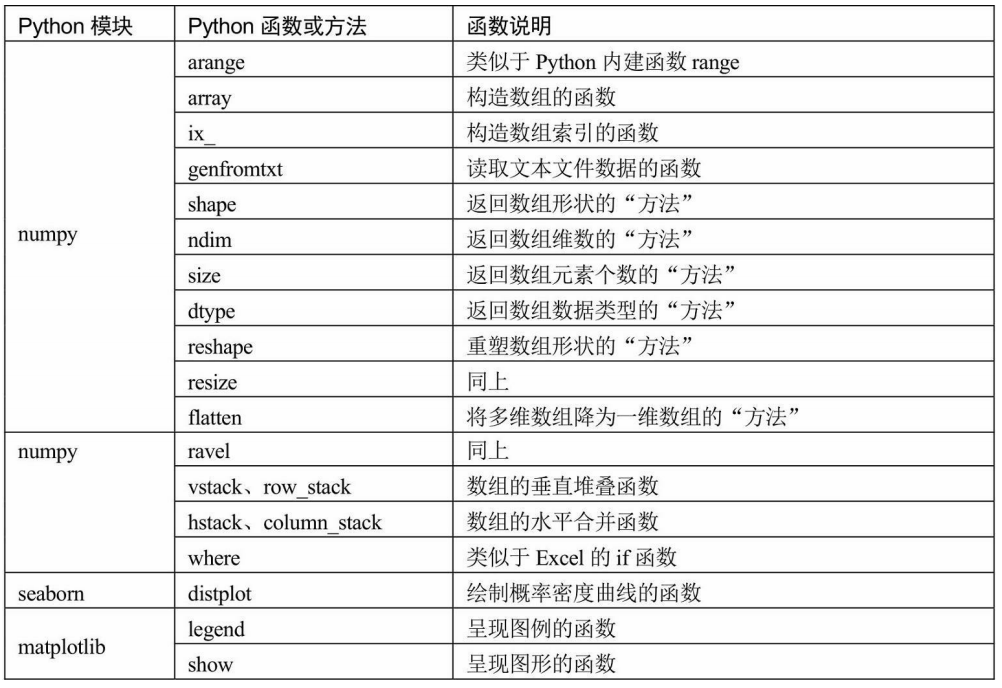 Python 模块 Python 函数或方法 函数说明
numpy
arange 类似于 Python 内建函数 range
array 构造数组的函数
ix_ 构造数组索引的函数
genfromtxt 读取文本文件数据的函数
shape 返回数组形状的“方法”
ndim 返回数组维数的“方法”
size 返回数组元素个数的“方法”
dtype 返回数组数据类型的“方法”
reshape 重塑数组形状的“方法”
resize 同上
flatten 将多维数组降为一维数组的“方法”
numpy ravel 同上
vstack、row_stack 数组的垂直堆叠函数
hstack、column_stack 数组的水平合并函数
where 类似于 Excel 的 if 函数
seaborn distplot 绘制概率密度曲线的函数
matplotlib
legend 呈现图例的函数
show 呈现图形的函数